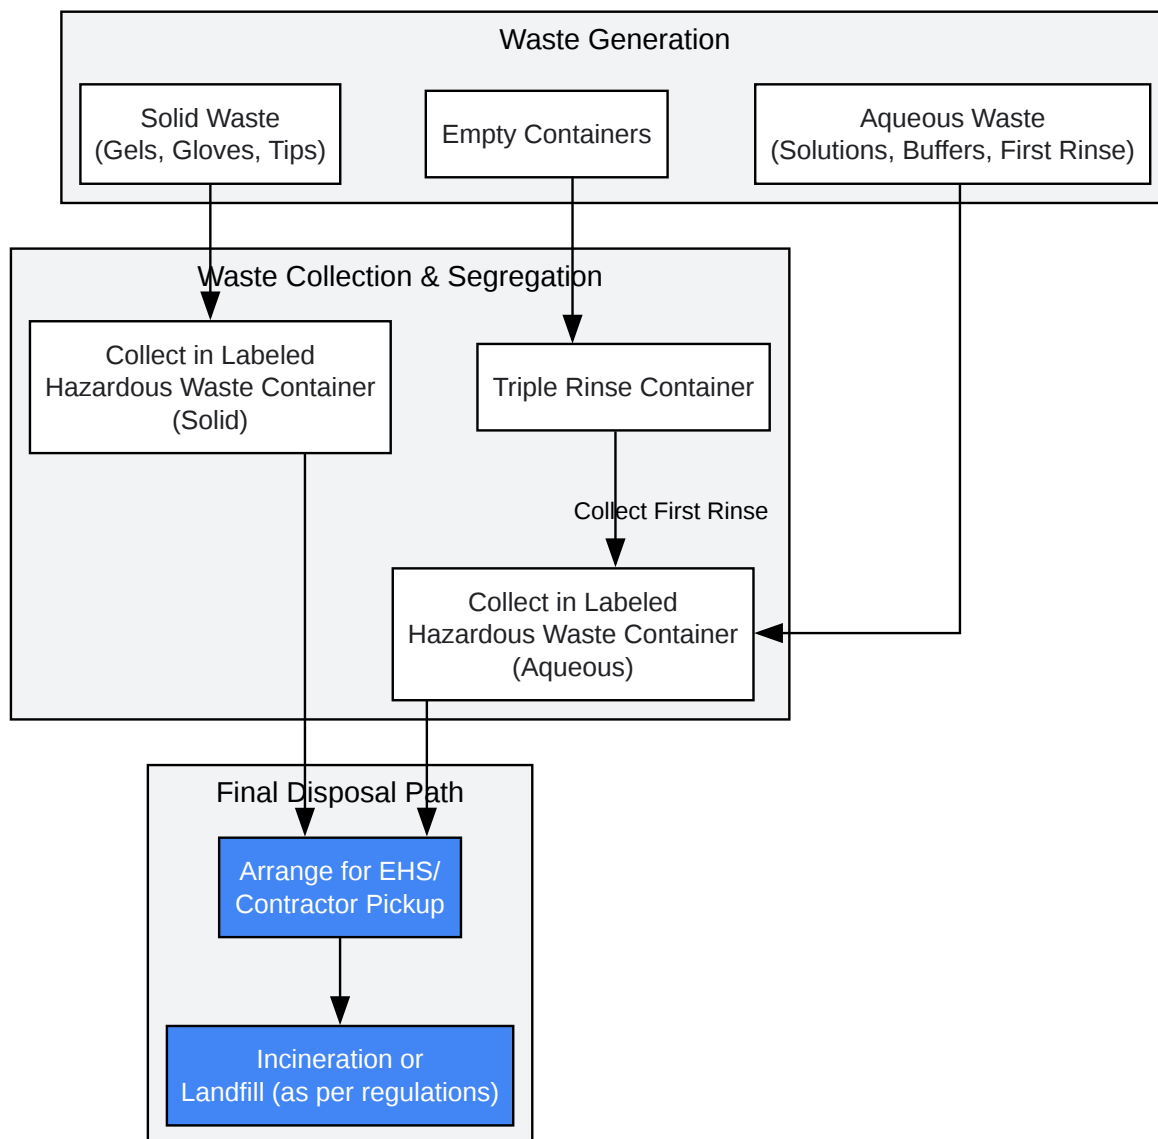 Waste Generation
Solid Waste
(Gels, Gloves, Tips)
Empty Containers
Aqueous Waste
(Solutions, Buffers, First Rinse)
Waste Collection & Segregation
Collect in Labeled
Hazardous Waste Container
(Solid)
Triple Rinse Container
Collect First Rinse
Collect in Labeled
Hazardous Waste Container
(Aqueous)
Final Disposal Path
Arrange for EHS/
Contractor Pickup
Incineration or
Landfill (as per regulations)